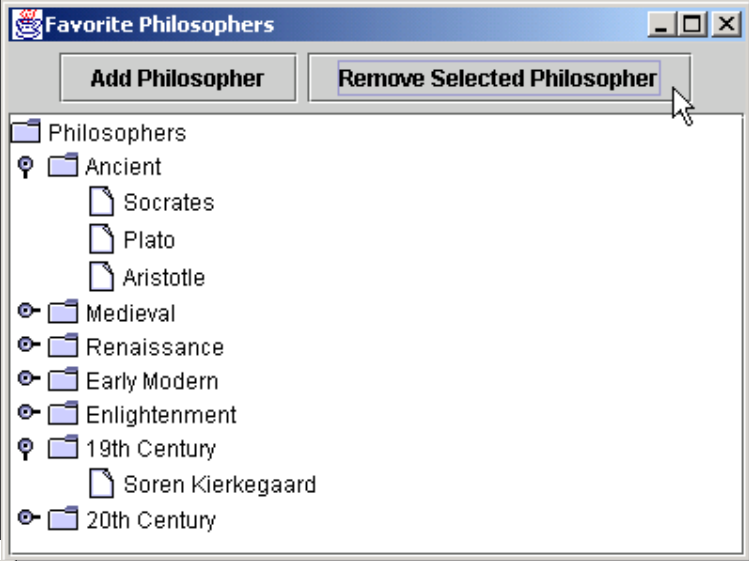 Favorite Philosophers
Add Philosopher Remove Selected Philosopher
Philosophers
Ancient
Socrates
Plato
Aristotle
Medieval
Renaissance
Early Modern
Enlightenment
19th Century
Soren Kierkegaard
20th Century